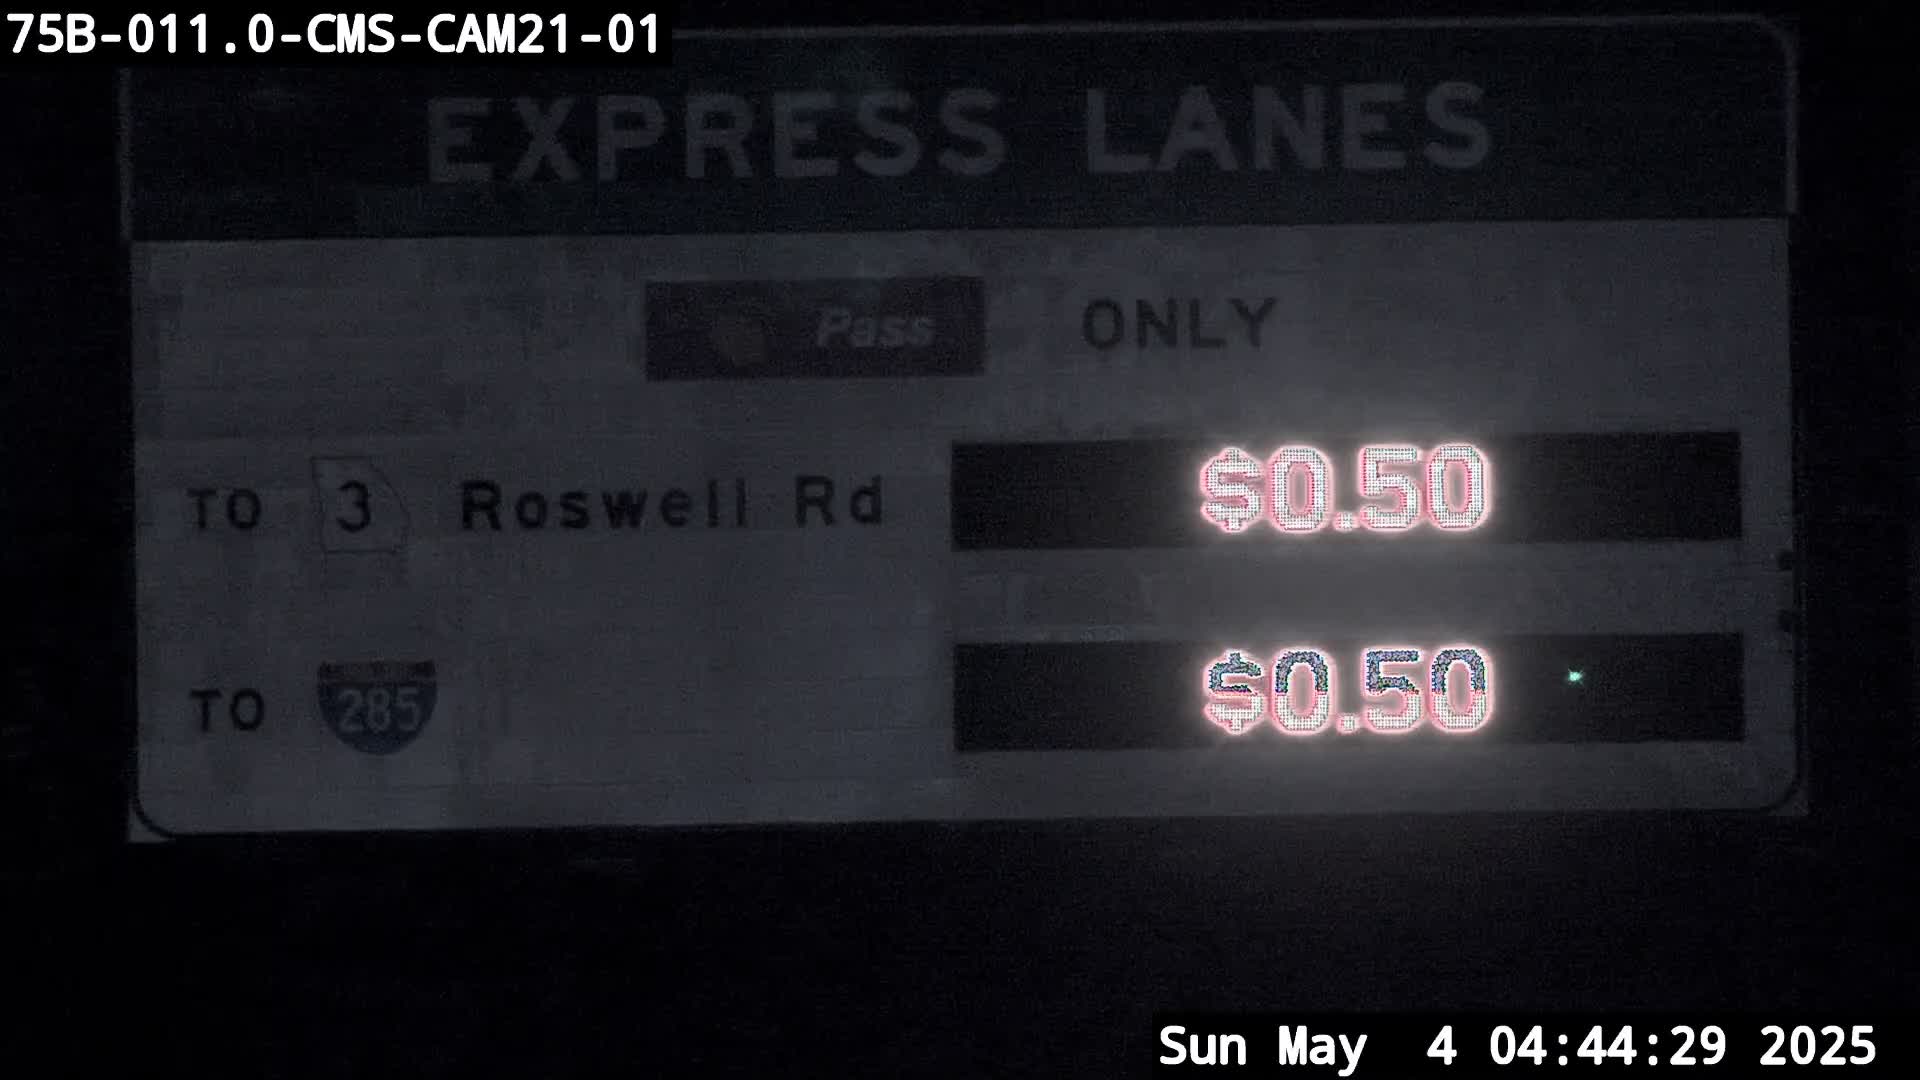 75B-011.0-CMS-CAM21-01
EXPRESS LANES
Pass ONLY
TO 3 Roswell Rd $0.50
TO 285 $0.50
Sun May 4 04:44:29 2025